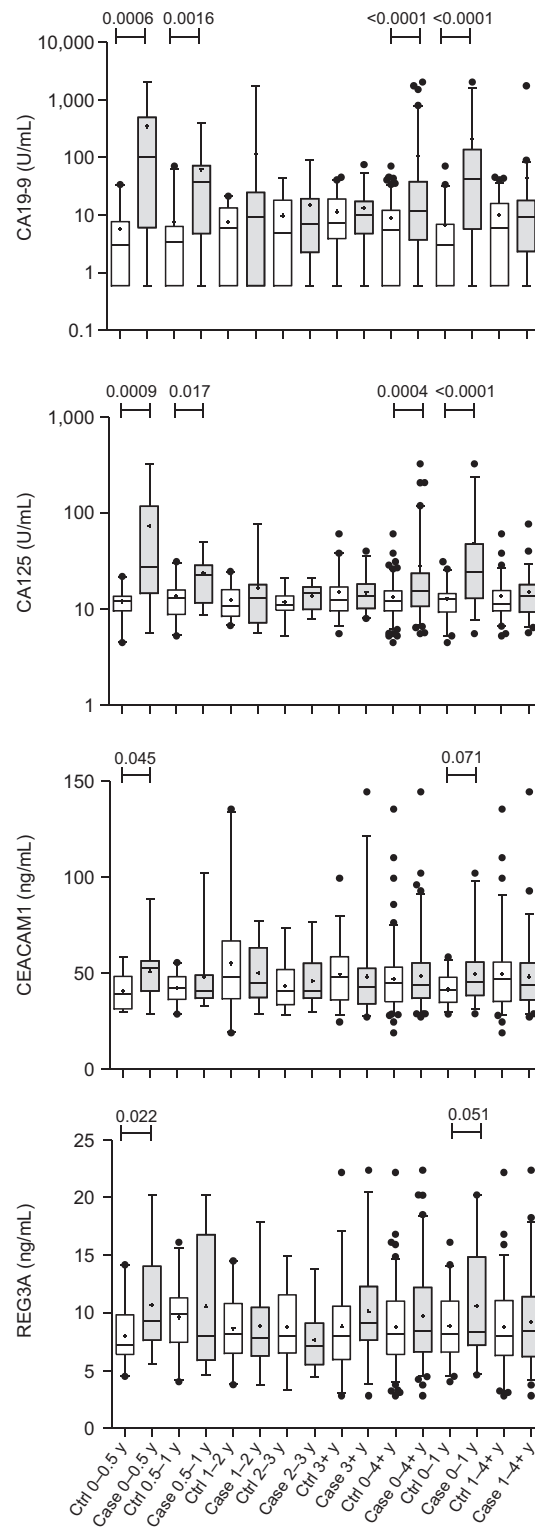 0.0006 0.0016 <0.0001 <0.0001
10,000
1,000
100
10
1
0.1
CA19-9 (U/mL)
0.0009 0.017 0.0004 <0.0001
1,000
100
10
1
CA125 (U/mL)
0.045 0.071
150
100
50
0
CEACAM1 (ng/mL)
0.022 0.051
25
20
15
10
5
0
REG3A (ng/mL)
Ctrl 0–0.5 y
Case 0–0.5 y
Ctrl 0.5–1 y
Case 0.5–1 y
Ctrl 1–2 y
Case 1–2 y
Ctrl 2–3 y
Case 2–3 y
Ctrl 3+ y
Case 3+ y
Ctrl 0–4+ y
Case 0–4+ y
Ctrl 0–1 y
Case 0–1 y
Ctrl 1–4+ y
Case 1–4+ y